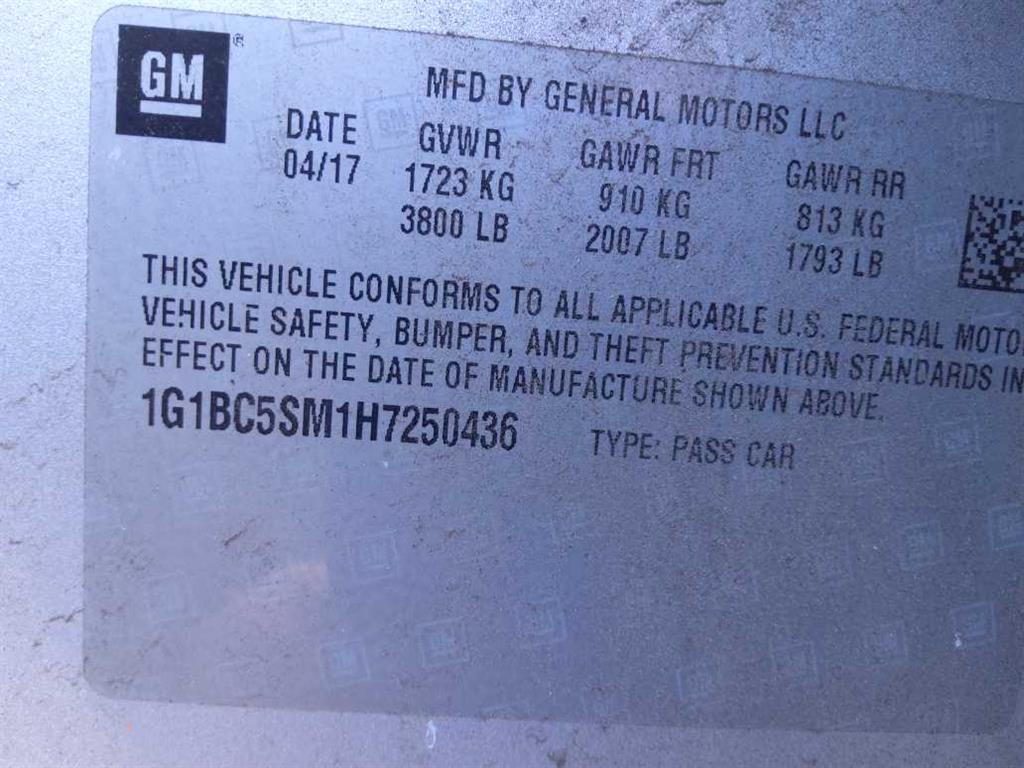 GM
MFD BY GENERAL MOTORS LLC
DATE GVWR GAWR FRT GAWR RR
04/17 1723 KG 910 KG 813 KG
3800 LB 2007 LB 1793 LB
THIS VEHICLE CONFORMS TO ALL APPLICABLE U.S. FEDERAL MOTO
VEHICLE SAFETY, BUMPER, AND THEFT PREVENTION STANDARDS IN
EFFECT ON THE DATE OF MANUFACTURE SHOWN ABOVE.
1G1BC5SM1H7250436 TYPE: PASS CAR